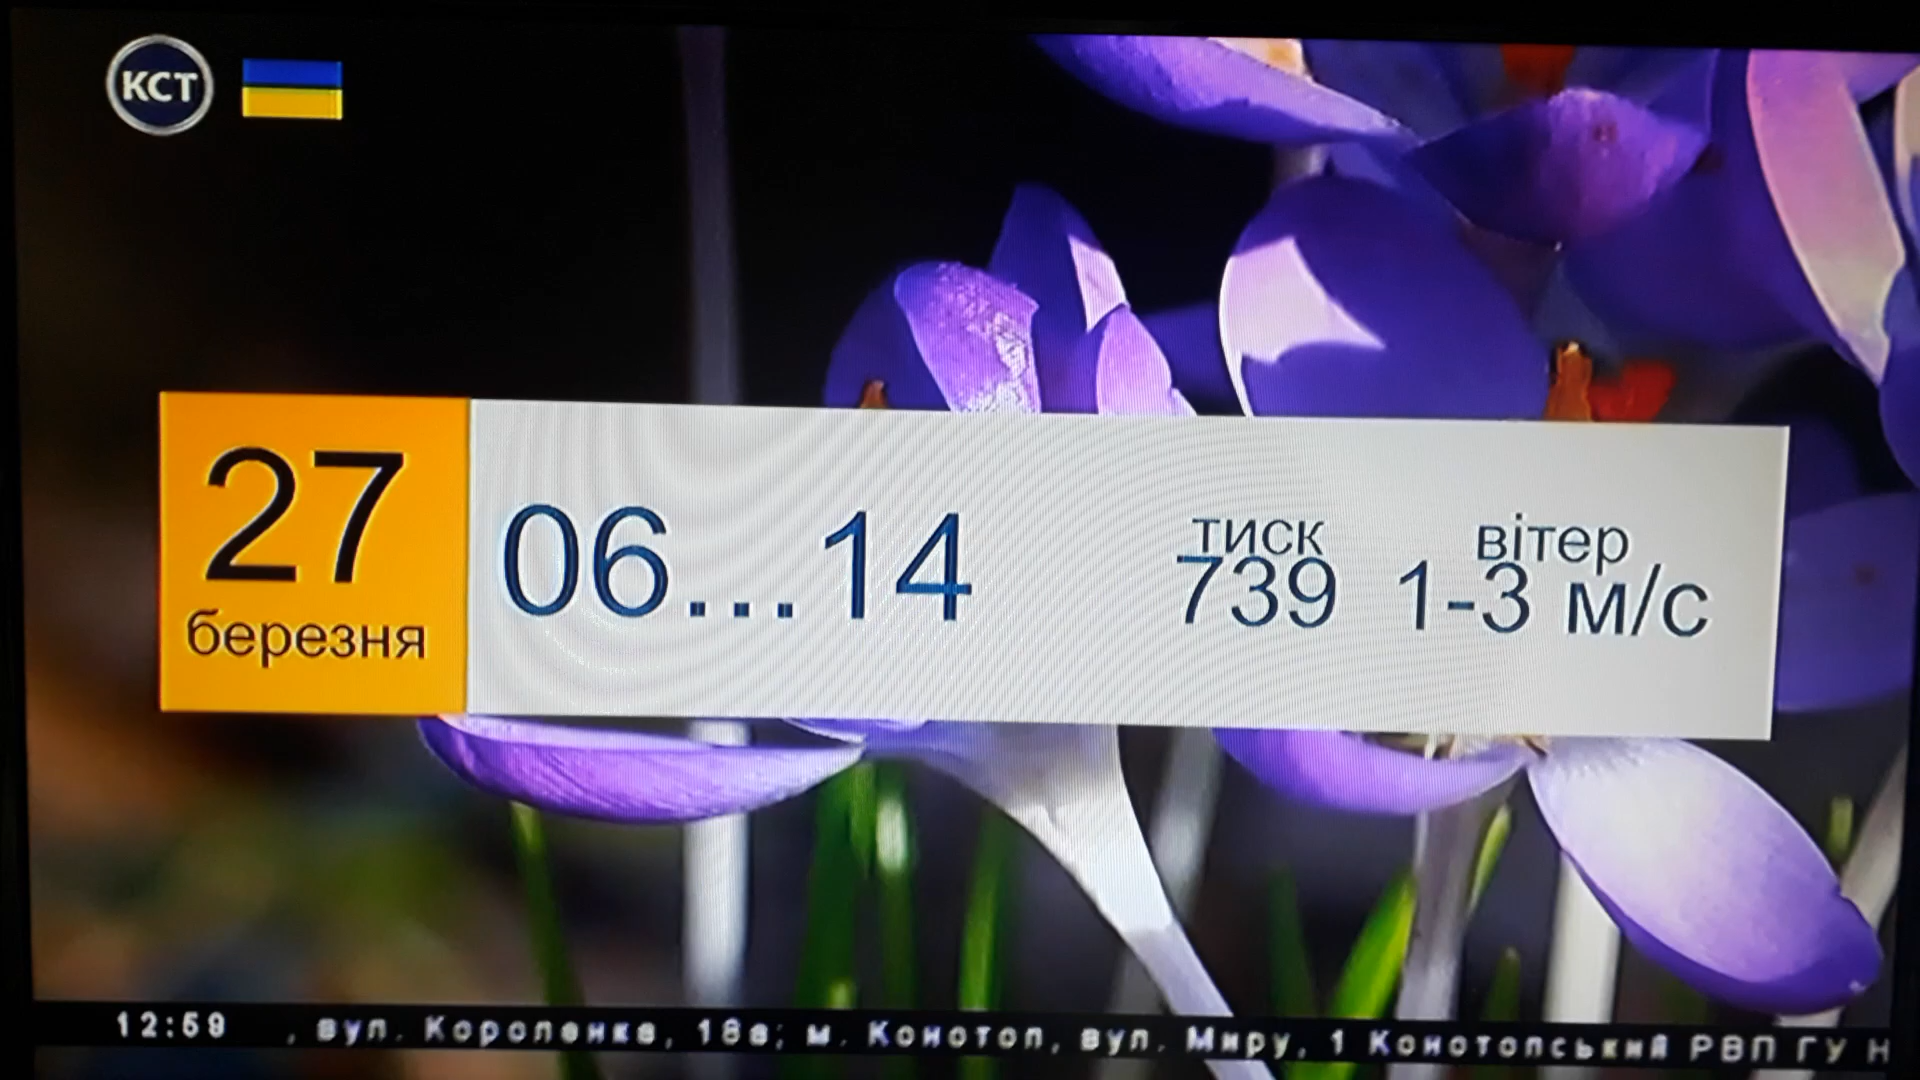 КСТ
27
березня
06...14
тиск
739
вітер
1-3 м/с
12:59
, вул. Короленка, 18а; м. Конотоп, вул. Миру, 1 Конотопський РВП ГУ Н